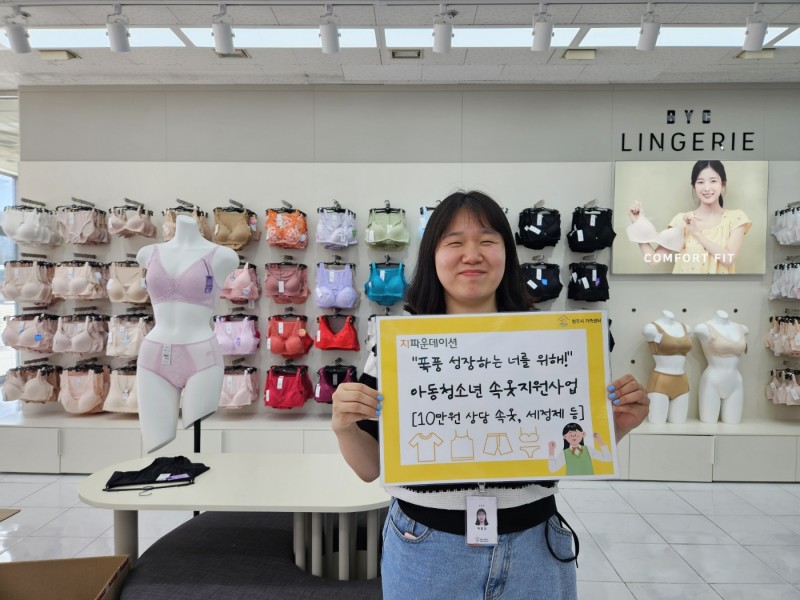 BYC
LINGERIE
COMFORT FIT
지파운데이션
"폭풍 성장하는 너를 위해!"
아동청소년 속옷지원사업
[10만원 상당 속옷, 세정제 등]